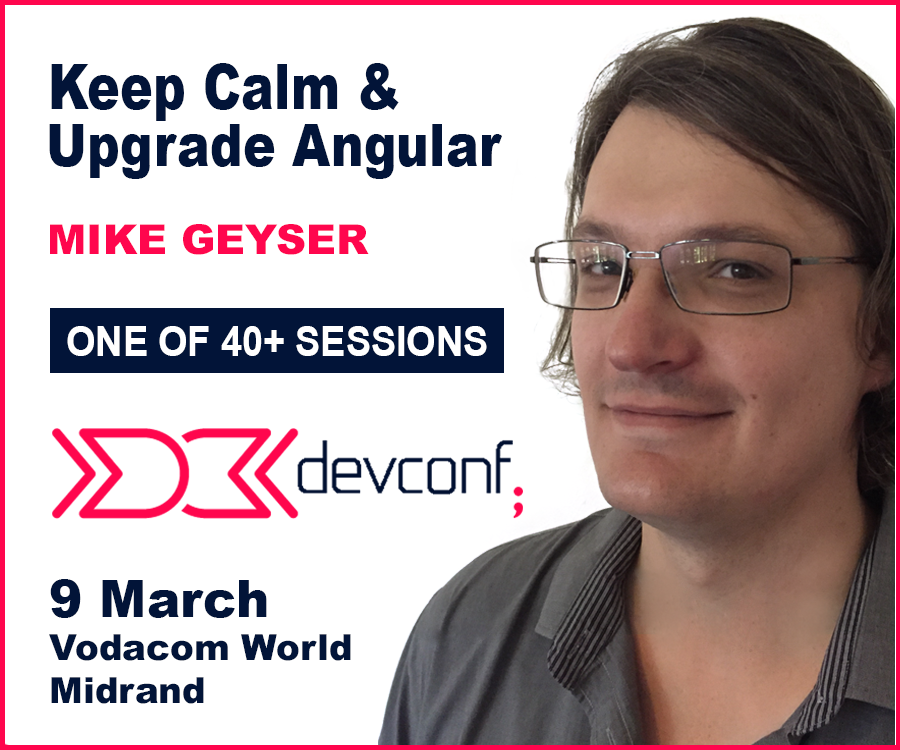 Keep Calm &
Upgrade Angular
MIKE GEYSER
ONE OF 40+ SESSIONS
devconf;
9 March
Vodacom World
Midrand